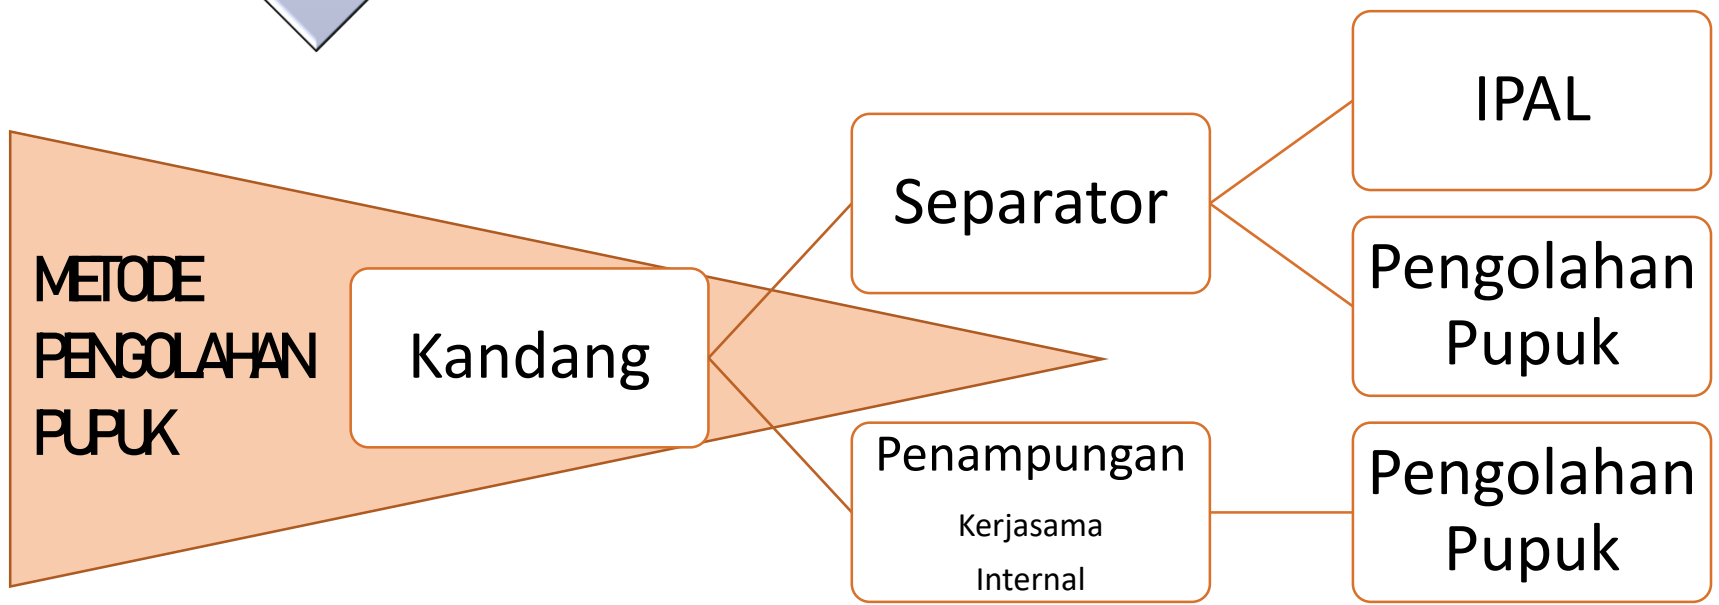 METODE
PENGOLAHAN
PUPUK
Kandang
Separator
IPAL
Pengolahan
Pupuk
Penampungan
Kerjasama
Internal
Pengolahan
Pupuk